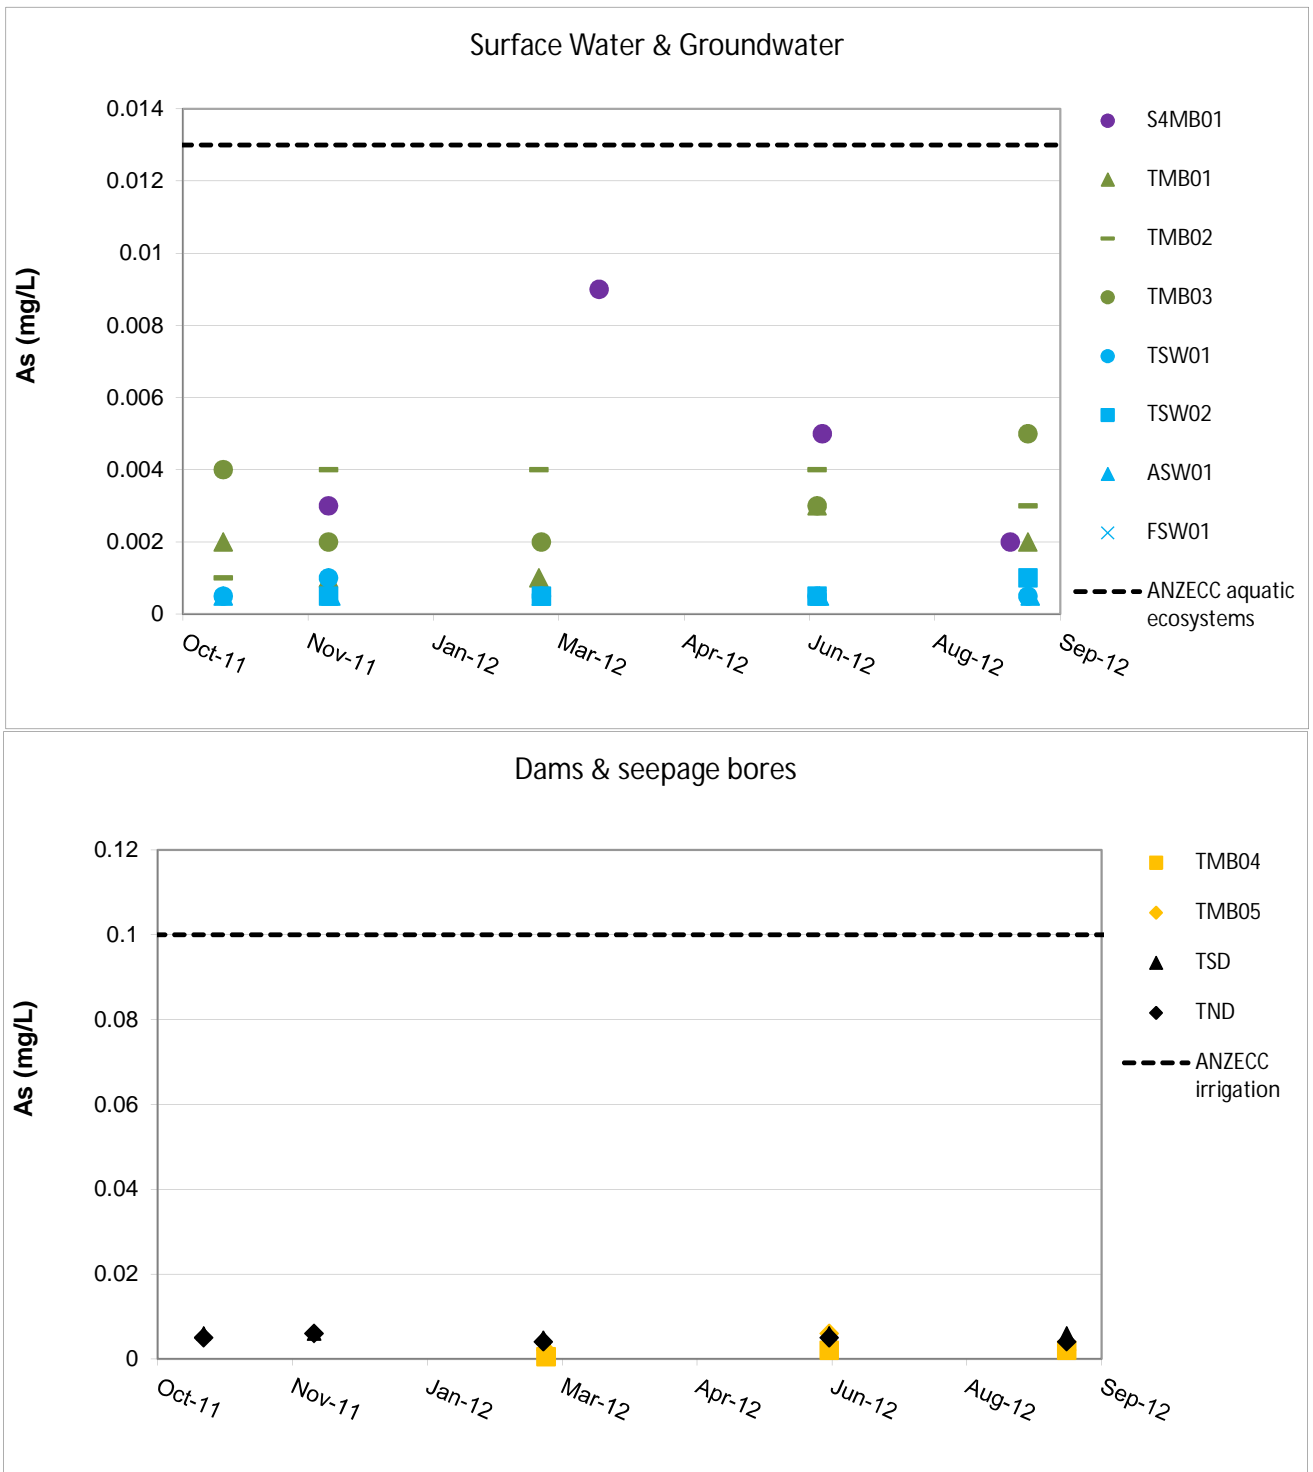 Surface Water & Groundwater
0.014
0.012
0.01
0.008
0.006
0.004
0.002
0
As (mg/L)
Oct-11
Nov-11
Jan-12
Mar-12
Apr-12
Jun-12
Aug-12
Sep-12
S4MB01
TMB01
TMB02
TMB03
TSW01
TSW02
ASW01
FSW01
ANZECC aquatic
ecosystems
Dams & seepage bores
0.12
0.1
0.08
0.06
0.04
0.02
0
As (mg/L)
Oct-11
Nov-11
Jan-12
Mar-12
Apr-12
Jun-12
Aug-12
Sep-12
TMB04
TMB05
TSD
TND
ANZECC
irrigation